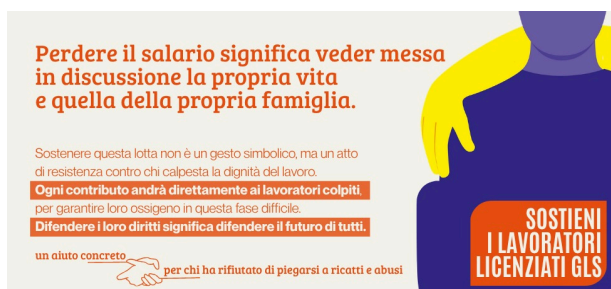 Perdere il salario significa veder messa
in discussione la propria vita
e quella della propria famiglia.
Sostenere questa lotta non è un gesto simbolico, ma un atto
di resistenza contro chi calpesta la dignità del lavoro.
Ogni contributo andrà direttamente ai lavoratori colpiti,
per garantire loro ossigeno in questa fase difficile.
Difendere i loro diritti significa difendere il futuro di tutti.
un aiuto concreto
per chi ha rifiutato di piegarsi a ricatti e abusi
SOSTIENI
I LAVORATORI
LICENZIATI GLS